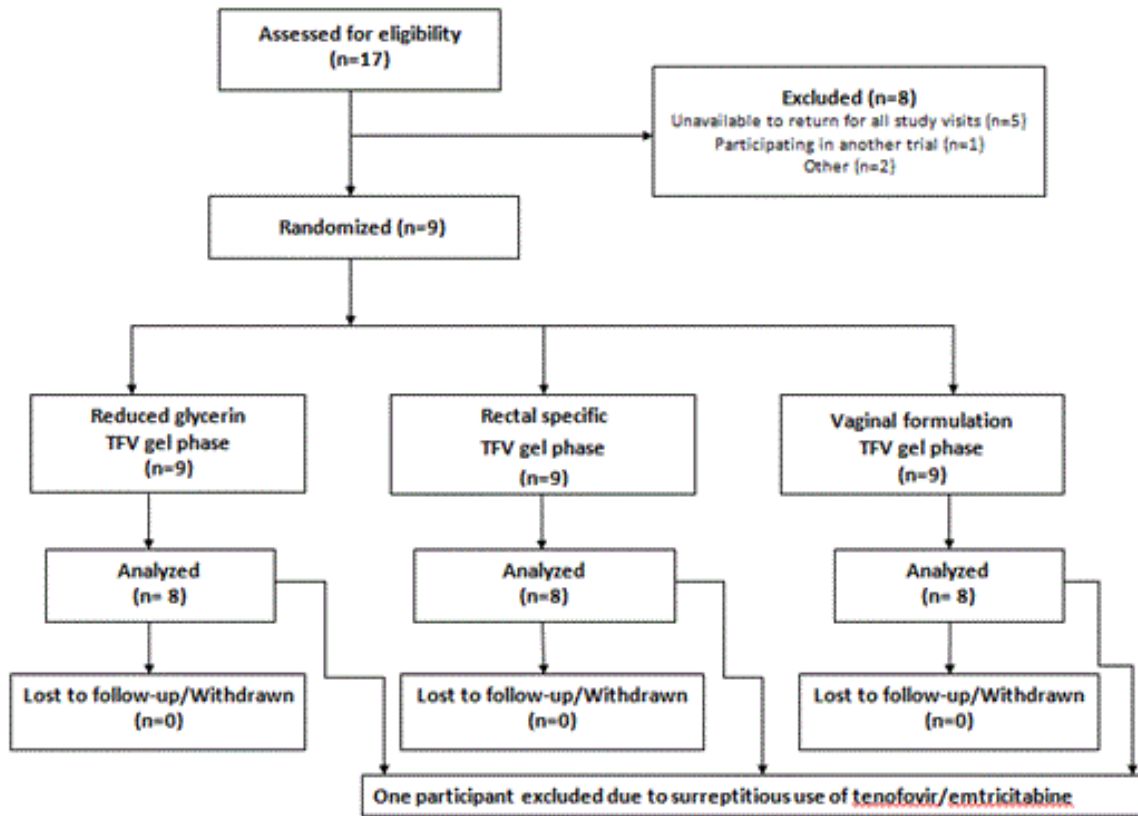 Assessed for eligibility
(n=17)
Excluded (n=8)
Unavailable to return for all study visits (n=5)
Participating in another trial (n=1)
Other (n=2)
Randomized (n=9)
Reduced glycerin
TFV gel phase
(n=9)
Rectal specific
TFV gel phase
(n=9)
Vaginal formulation
TFV gel phase
(n=9)
Analyzed
(n= 8)
Analyzed
(n=8)
Analyzed
(n= 8)
Lost to follow-up/Withdrawn
(n=0)
Lost to follow-up/Withdrawn
(n=0)
Lost to follow-up/Withdrawn
(n=0)
One participant excluded due to surreptitious use of tenofovir/emtricitabine